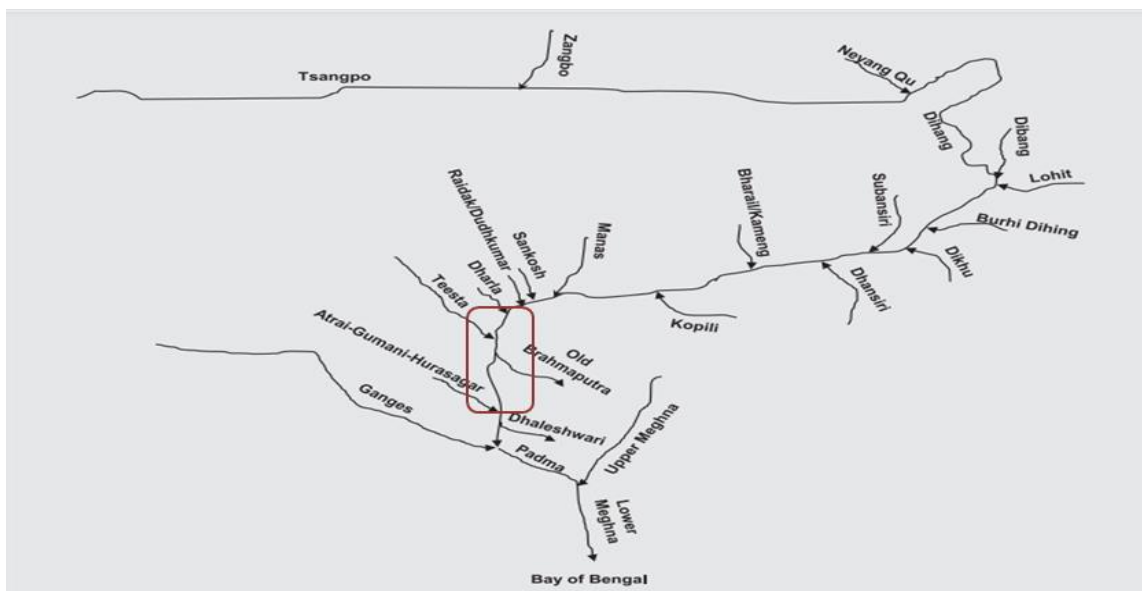 Tsangpo
Zangbo
Neyang Qu
Dihang
Dibang
Lohit
Burhi Dihing
Dikhu
Subansiri
Dhansiri
Bharail/Kameng
Kopili
Manas
Sankosh
Raidak/Dudhkumar
Dharla
Teesta
Atrai-Gumani-Hurasagar
Old
Brahmaputra
Ganges
Dhaleshwari
Padma
Upper Meghna
Lower
Meghna
Bay of Bengal